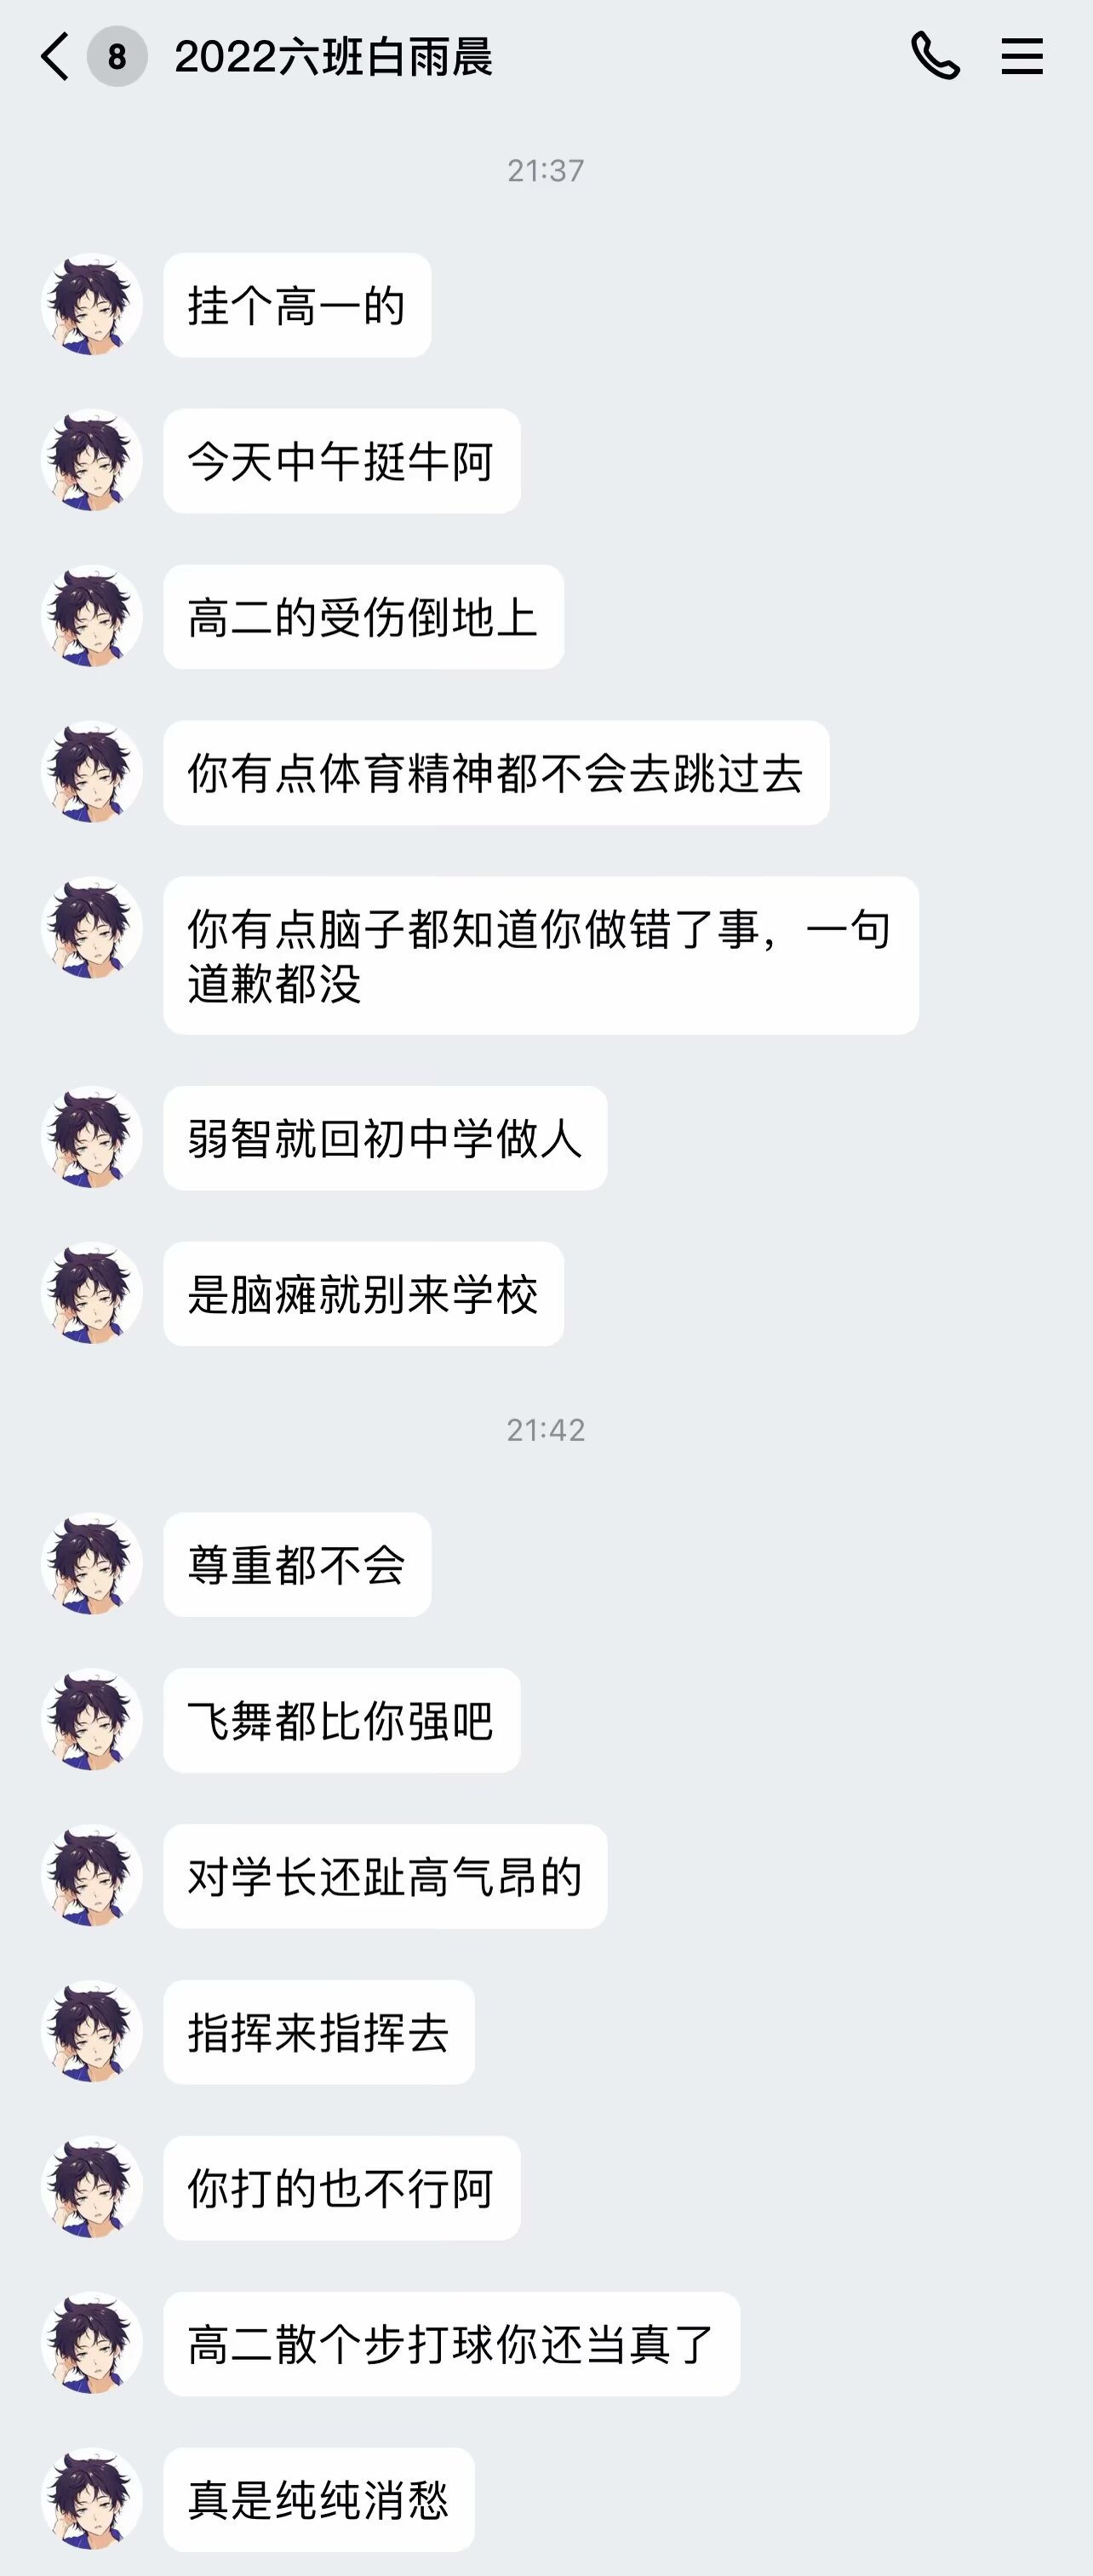 8 2022六班白雨晨
21:37
挂个高一的
今天中午挺牛阿
高二的受伤倒地上
你有点体育精神都不会去跳过去
你有点脑子都知道你做错了事，一句
道歉都没
弱智就回初中学做人
是脑瘫就别来学校
21:42
尊重都不会
飞舞都比你强吧
对学长还趾高气昂的
指挥来指挥去
你打的也不行阿
高二散个步打球你还当真了
真是纯纯消愁